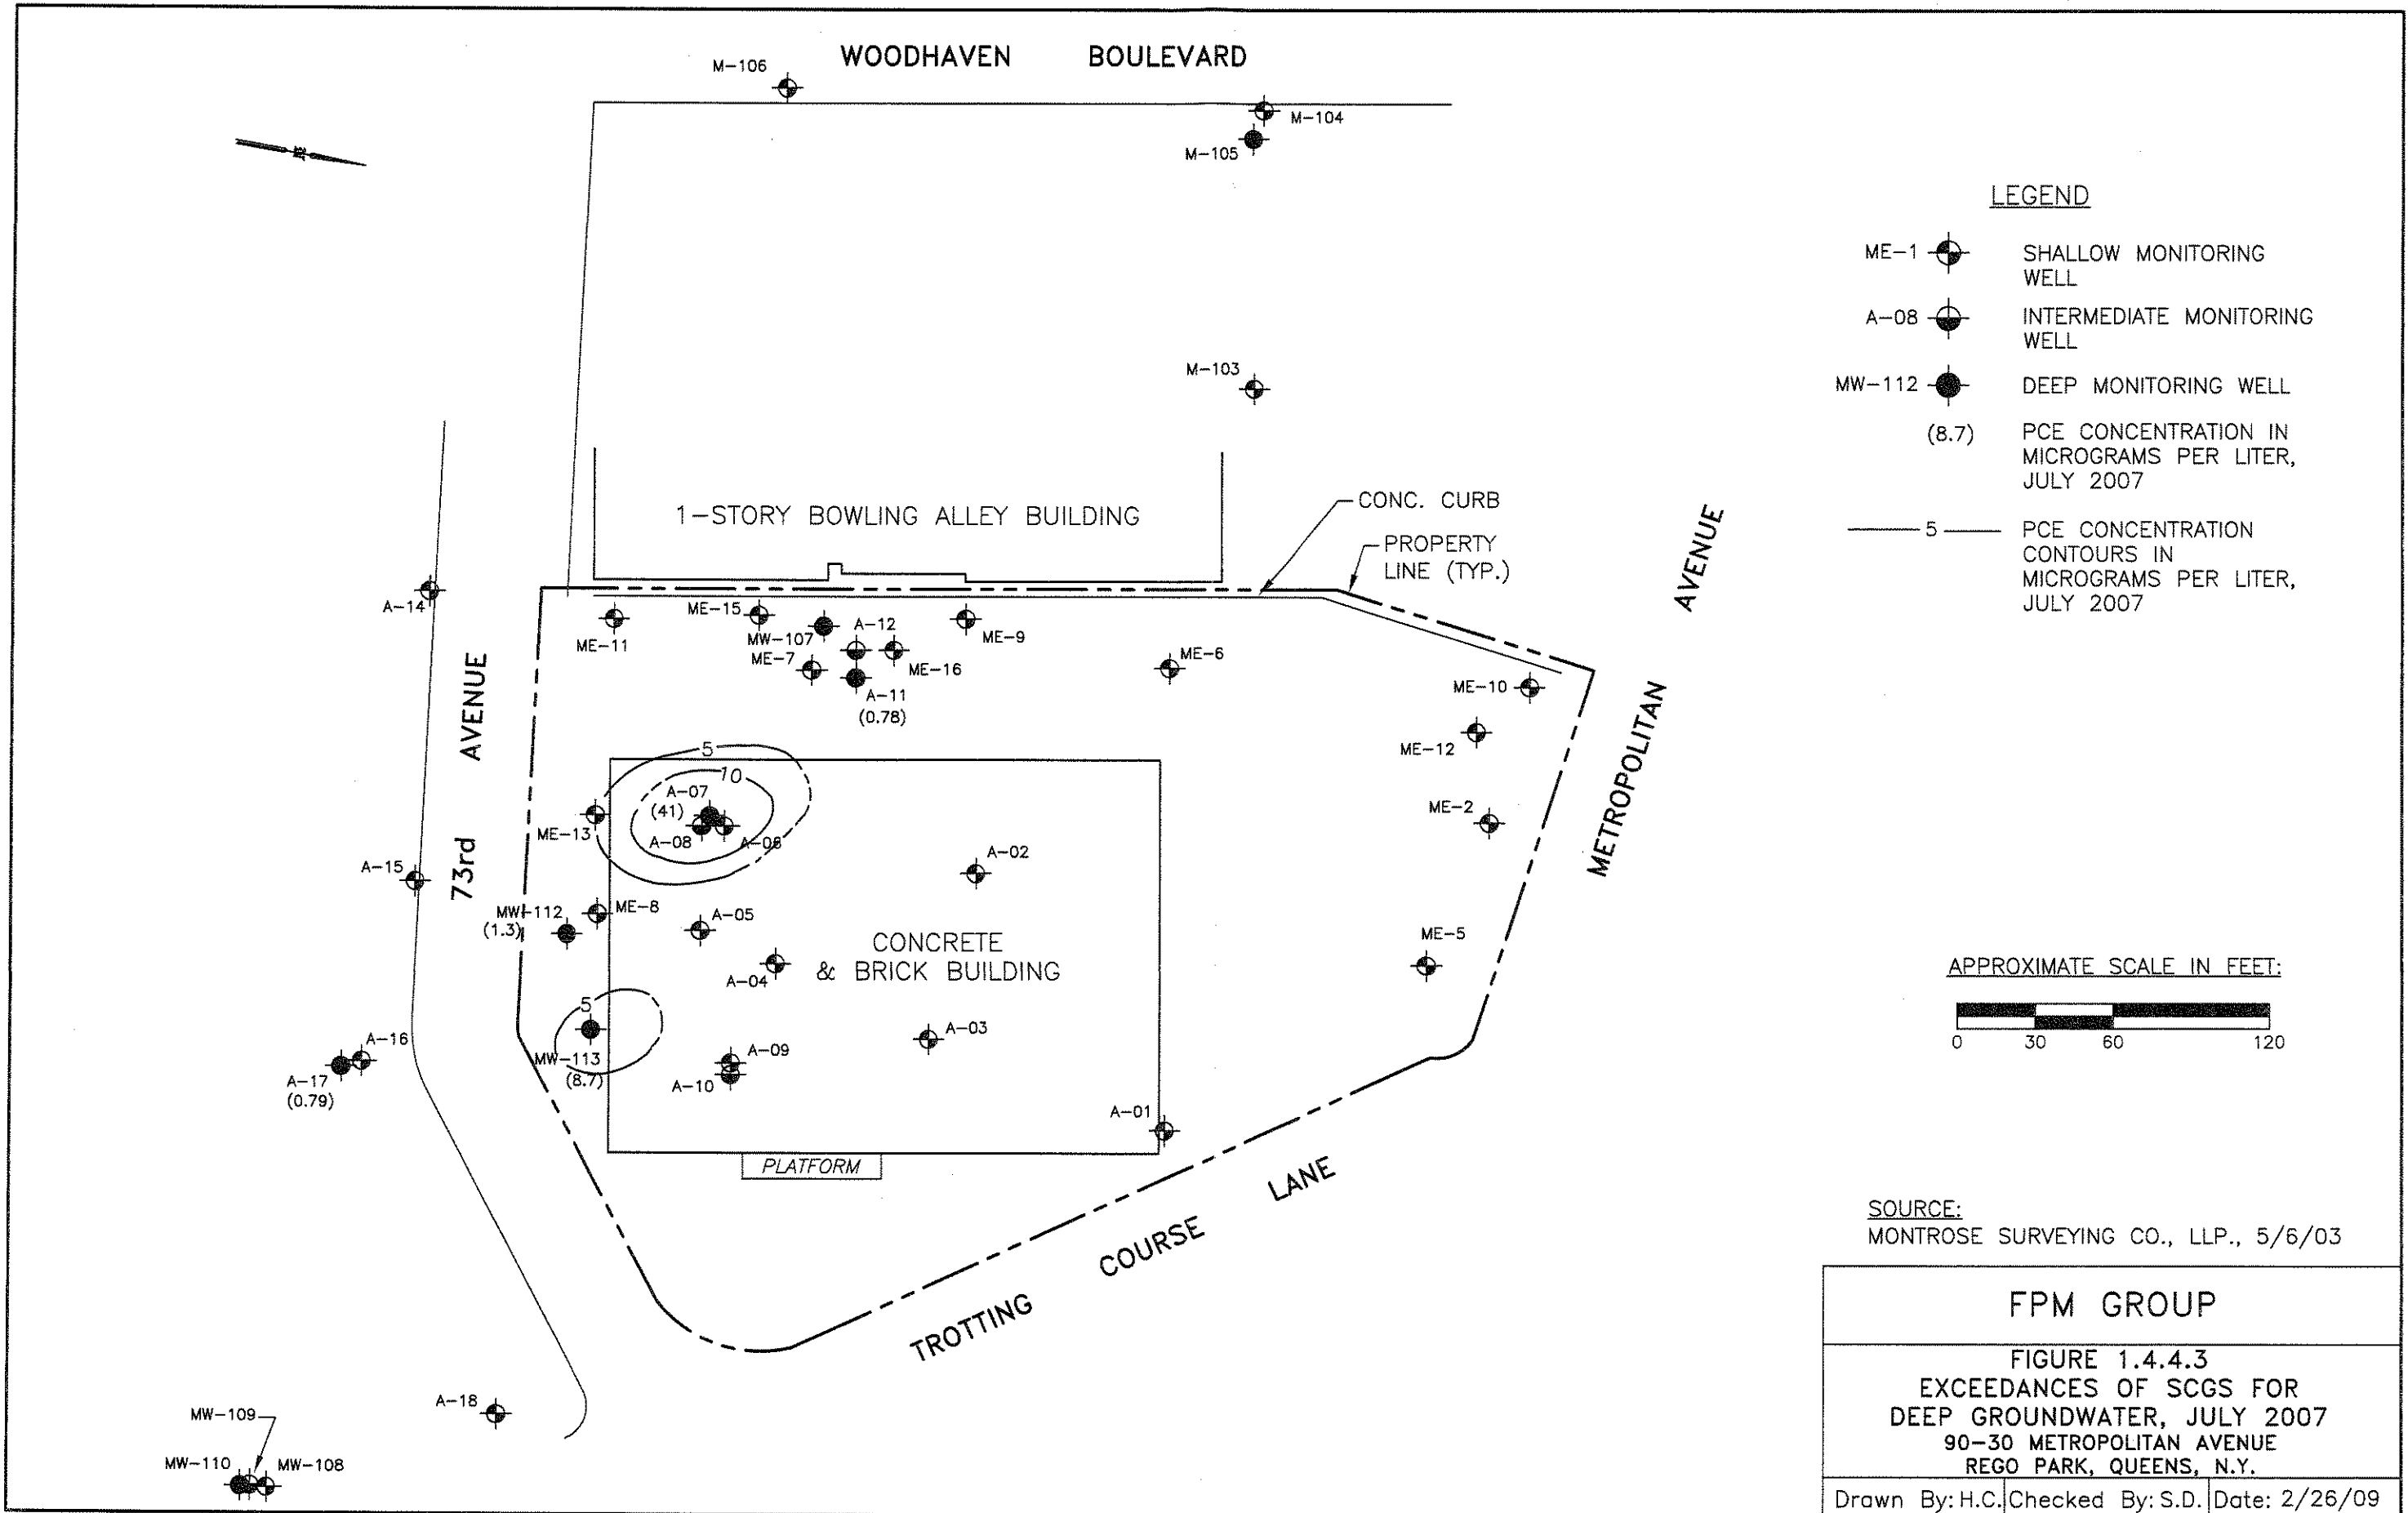 WOODHAVEN BOULEVARD
M-106
M-104
M-105
M-103
LEGEND
ME-1
SHALLOW MONITORING
WELL
A-08
INTERMEDIATE MONITORING
WELL
MW-112
DEEP MONITORING WELL
(8.7)
PCE CONCENTRATION IN
MICROGRAMS PER LITER,
JULY 2007
5
PCE CONCENTRATION
CONTOURS IN
MICROGRAMS PER LITER,
JULY 2007
1-STORY BOWLING ALLEY BUILDING
CONC. CURB
PROPERTY
LINE (TYP.)
METROPOLITAN AVENUE
73rd AVENUE
A-14
ME-11
ME-15
MW-107
ME-7
A-12
ME-16
A-11
(0.78)
ME-9
ME-6
ME-10
ME-12
ME-2
ME-5
5
10
A-07
(41)
A-08
A-06
ME-13
A-15
A-02
MW-112
(1.3)
ME-8
A-05
A-04
CONCRETE
& BRICK BUILDING
5
MW-113
(8.7)
A-03
A-09
A-10
A-16
A-17
(0.79)
A-01
PLATFORM
TROTTING COURSE LANE
A-18
MW-109
MW-110
MW-108
APPROXIMATE SCALE IN FEET:
0 30 60 120
SOURCE:
MONTROSE SURVEYING CO., LLP., 5/6/03
FPM GROUP
FIGURE 1.4.4.3
EXCEEDANCES OF SCGS FOR
DEEP GROUNDWATER, JULY 2007
90-30 METROPOLITAN AVENUE
REGO PARK, QUEENS, N.Y.
Drawn By: H.C. Checked By: S.D. Date: 2/26/09